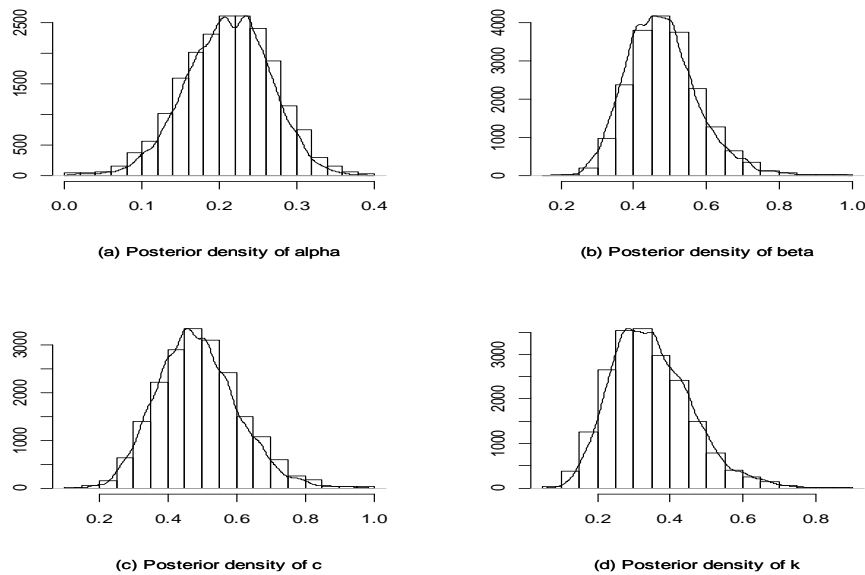 500 1500 2500
0.0 0.1 0.2 0.3 0.4
(a) Posterior density of alpha
0 1000 2000 3000 4000
0.2 0.4 0.6 0.8 1.0
(b) Posterior density of beta
0 1000 2000 3000
0.2 0.4 0.6 0.8 1.0
(c) Posterior density of c
0 1000 2000 3000
0.2 0.4 0.6 0.8
(d) Posterior density of k